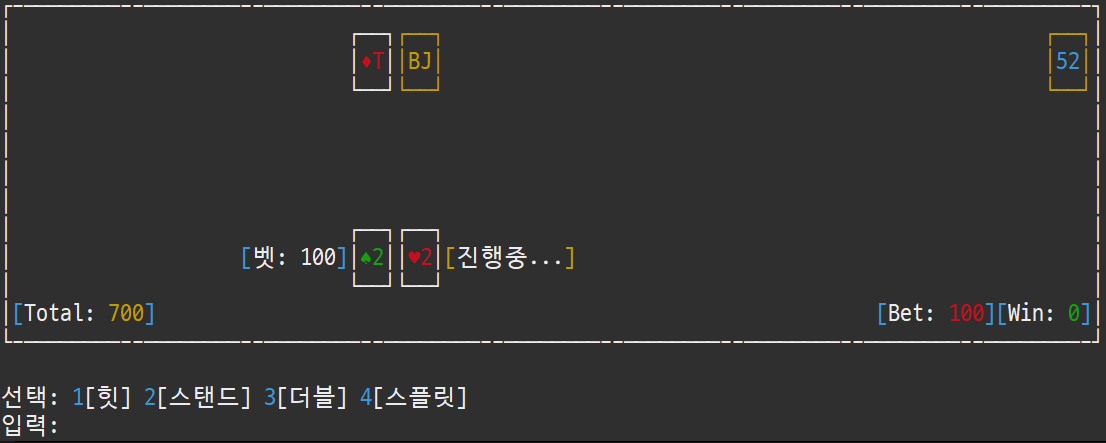 ♦T BJ 52
[벳: 100] ♠2 ♥2 [진행중...]
[Total: 700] [Bet: 100][Win: 0]
선택: 1[힛] 2[스탠드] 3[더블] 4[스플릿]
입력: